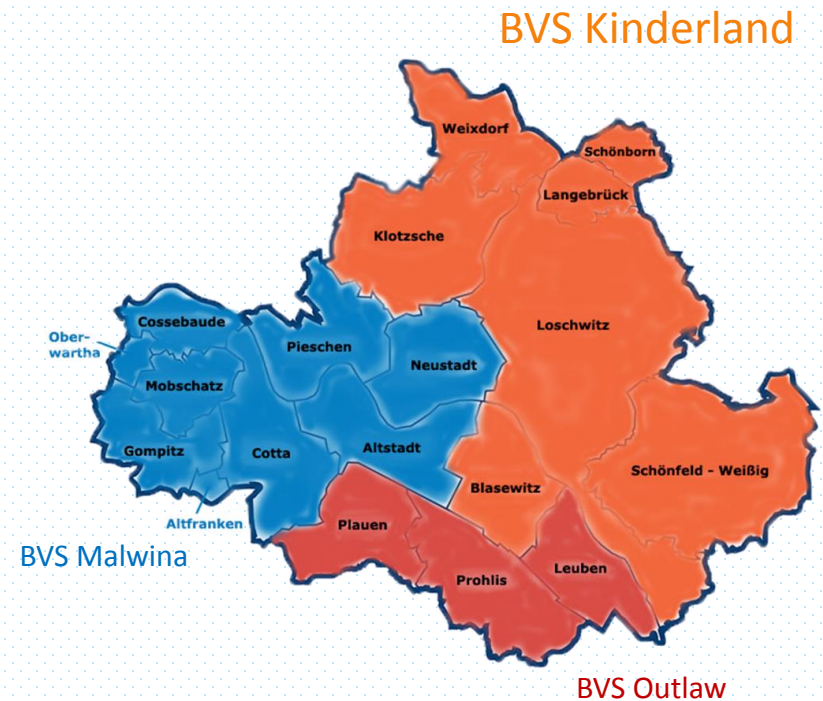 BVS Kinderland
Weixdorf
Schönborn
Langebrück
Klotzsche
Cossebaude
Loschwitz
Ober-
wartha
Pieschen
Neustadt
Mobschatz
Gompitz
Cotta
Altstadt
Schönfeld - Weißig
Blasewitz
Altfranken
Plauen
BVS Malwina
Leuben
Prohlis
BVS Outlaw